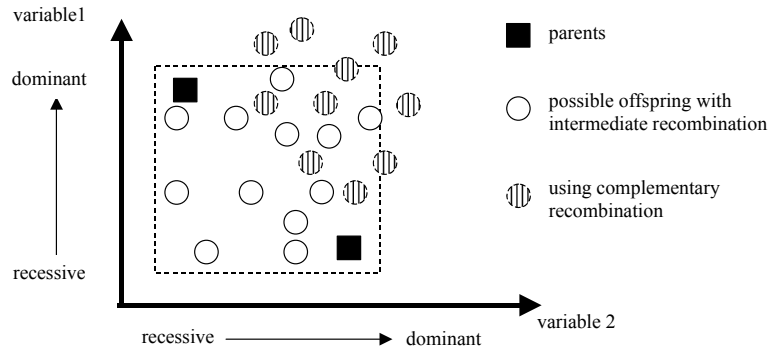 variable1
dominant
recessive
recessive
dominant
variable 2
parents
possible offspring with
intermediate recombination
using complementary
recombination